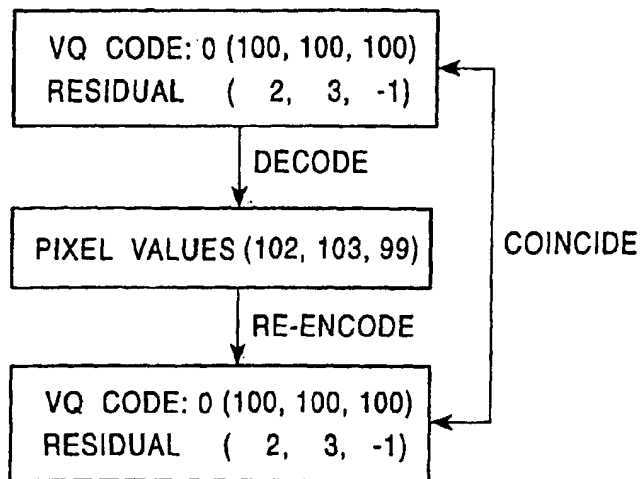 VQ CODE: 0 (100, 100, 100)
RESIDUAL ( 2, 3, -1)
DECODE
PIXEL VALUES (102, 103, 99)
COINCIDE
RE-ENCODE
VQ CODE: 0 (100, 100, 100)
RESIDUAL ( 2, 3, -1)